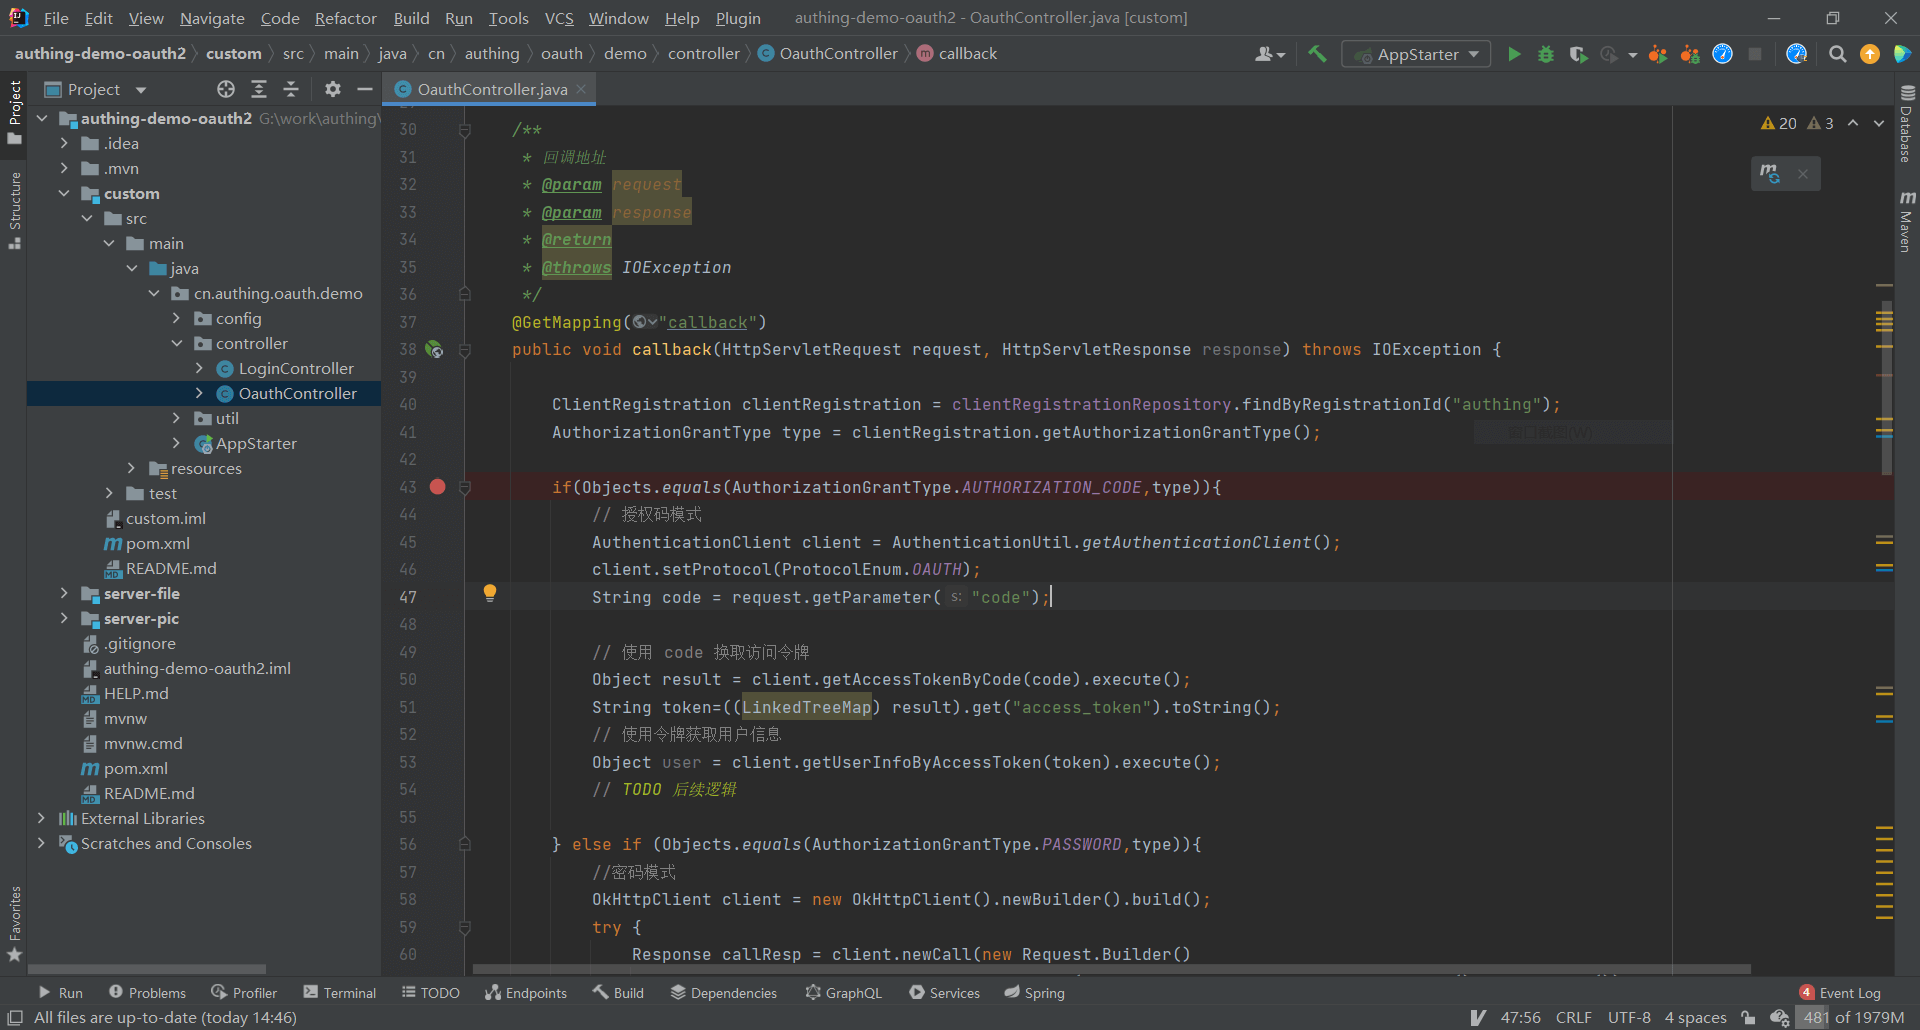 File Edit View Navigate Code Refactor Build Run Tools VCS Window Help Plugin authing-demo-oauth2 - OauthController.java [custom]
authing-demo-oauth2 custom src main java cn authing oauth demo controller OauthController callback AppStarter
Project
OauthController.java
authing-demo-oauth2 G:\work\authing\
.idea
.mvn
custom
src
main
java
cn.authing.oauth.demo
config
controller
LoginController
OauthController
util
AppStarter
resources
test
custom.iml
pom.xml
README.md
server-file
server-pic
.gitignore
authing-demo-oauth2.iml
HELP.md
mvnw
mvnw.cmd
pom.xml
README.md
External Libraries
Scratches and Consoles
Project
Structure
Favorites
20 3
30 /**
31 * 回调地址
32 * @param request
33 * @param response
34 * @return
35 * @throws IOException
36 */
37 @GetMapping("callback")
38 public void callback(HttpServletRequest request, HttpServletResponse response) throws IOException {
39
40 ClientRegistration clientRegistration = clientRegistrationRepository.findByRegistrationId("authing");
41 AuthorizationGrantType type = clientRegistration.getAuthorizationGrantType();
窗口截图(W)
42
43 if(Objects.equals(AuthorizationGrantType.AUTHORIZATION_CODE,type)){
44 // 授权码模式
45 AuthenticationClient client = AuthenticationUtil.getAuthenticationClient();
46 client.setProtocol(ProtocolEnum.OAUTH);
47 String code = request.getParameter( s: "code");
48
49 // 使用 code 换取访问令牌
50 Object result = client.getAccessTokenByCode(code).execute();
51 String token=((LinkedTreeMap) result).get("access_token").toString();
52 // 使用令牌获取用户信息
53 Object user = client.getUserInfoByAccessToken(token).execute();
54 // TODO 后续逻辑
55
56 } else if (Objects.equals(AuthorizationGrantType.PASSWORD,type)){
57 //密码模式
58 OkHttpClient client = new OkHttpClient().newBuilder().build();
59 try {
60 Response callResp = client.newCall(new Request.Builder()
Database
m Maven
Run Problems Profiler Terminal TODO Endpoints Build Dependencies GraphQL Services Spring 4 Event Log
All files are up-to-date (today 14:46) 47:56 CRLF UTF-8 4 spaces 481 of 1979M